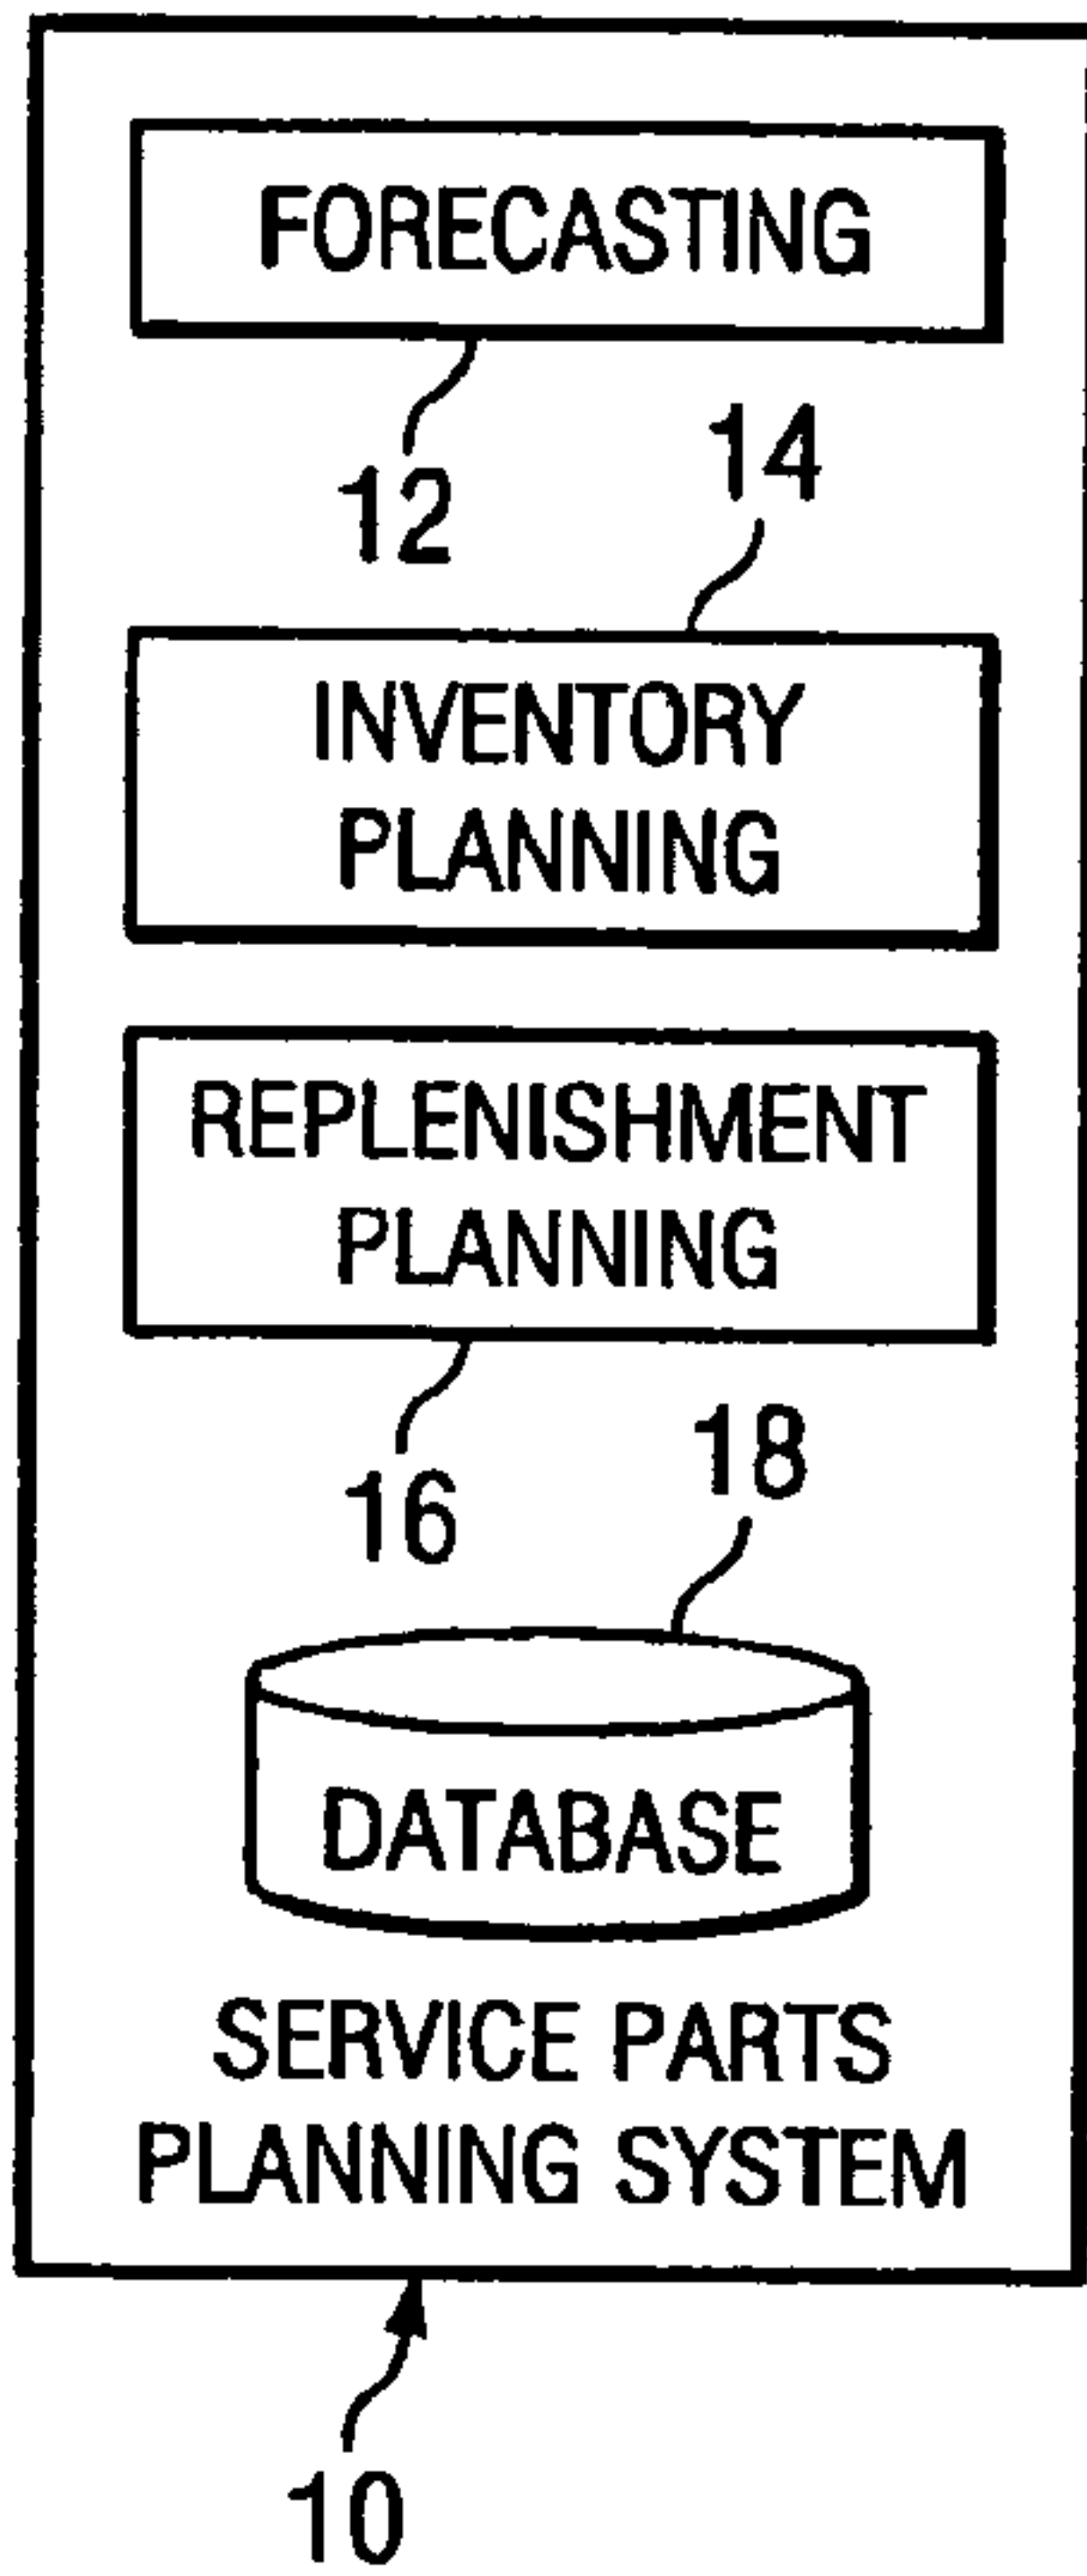 FORECASTING
12
14
INVENTORY
PLANNING
REPLENISHMENT
PLANNING
16
18
DATABASE
SERVICE PARTS
PLANNING SYSTEM
10